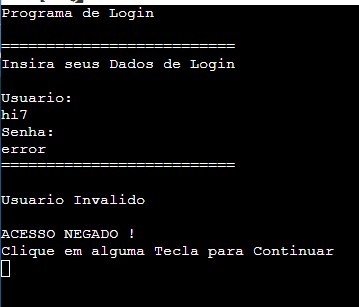 Programa de Login
==========================
Insira seus Dados de Login
Usuario:
hi7
Senha:
error
==========================
Usuario Invalido
ACESSO NEGADO !
Clique em alguma Tecla para Continuar